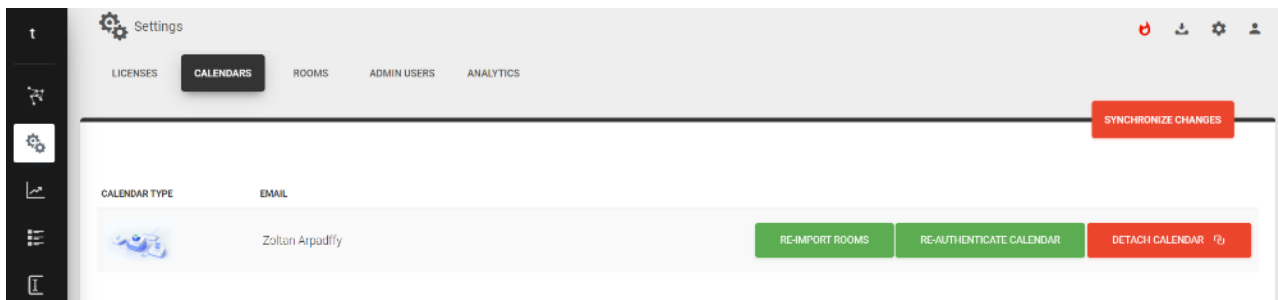 t
Settings
LICENSES CALENDARS ROOMS ADMIN USERS ANALYTICS
SYNCHRONIZE CHANGES
CALENDAR TYPE EMAIL
Zoltan Arpadffy RE-IMPORT ROOMS RE-AUTHENTICATE CALENDAR DETACH CALENDAR